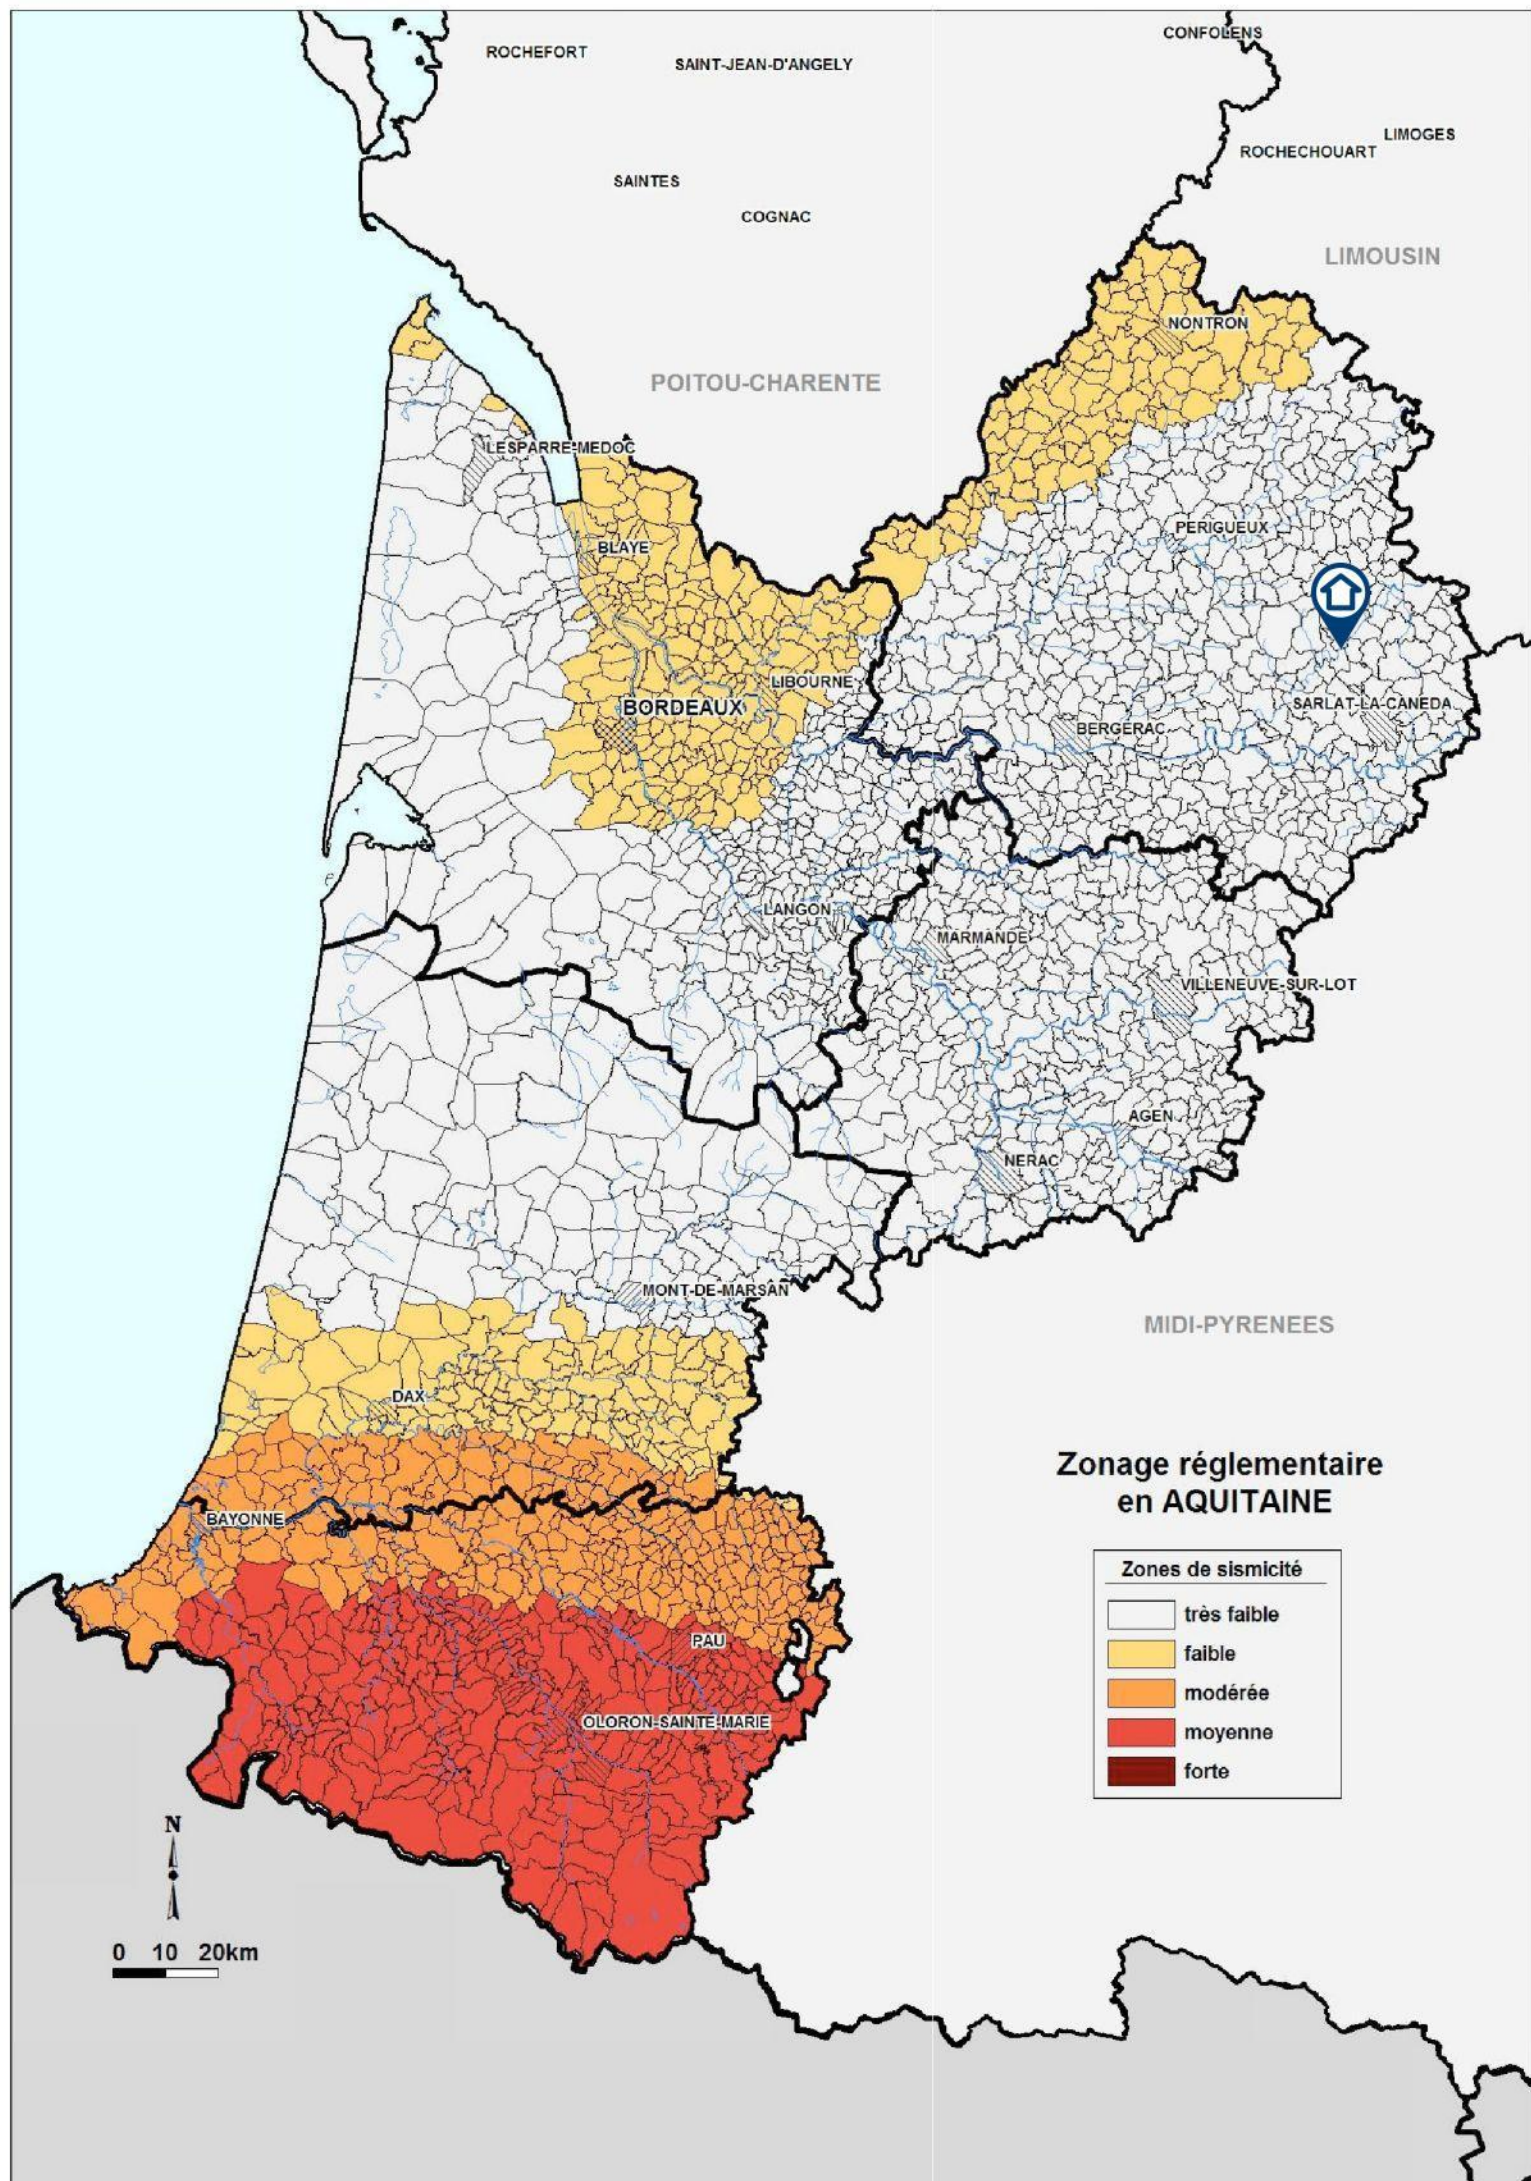 ROCHEFORT
SAINT-JEAN-D'ANGELY
CONFOLENS
LIMOGES
ROCHECHOUART
SAINTES
COGNAC
LIMOUSIN
NONTRON
POITOU-CHARENTE
LESPARRE-MEDOC
PERIGUEUX
BLAYE
LIBOURNE
BORDEAUX
SARLAT-LA-CANEDA
BERGERAC
LANGON
MARMANDE
VILLENEUVE-SUR-LOT
AGEN
NERAC
MONT-DE-MARSAN
MIDI-PYRENEES
DAX
Zonage réglementaire
en AQUITAINE
BAYONNE
Zones de sismicité
très faible
faible
modérée
moyenne
forte
PAU
OLORON-SAINTE-MARIE
N
0 10 20km